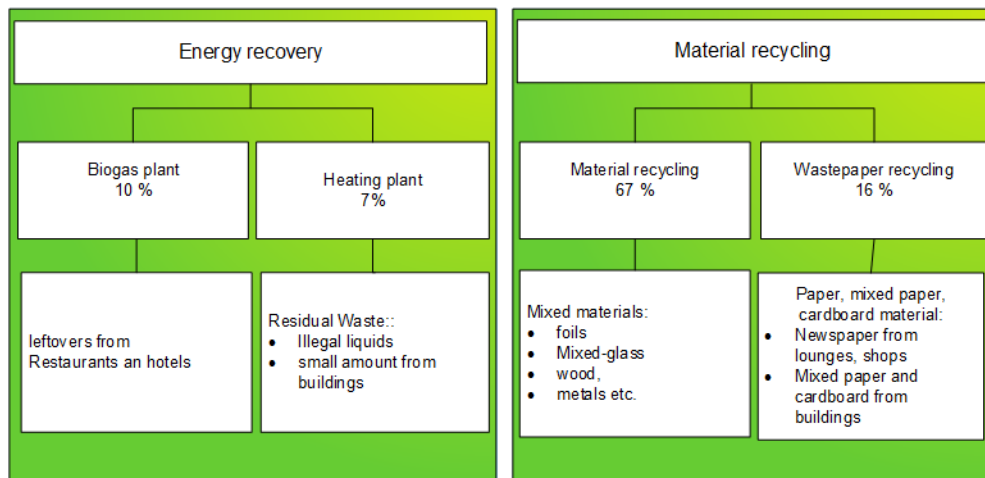 Energy recovery
Biogas plant
10 %
Heating plant
7%
leftovers from
Restaurants an hotels
Residual Waste::
• Illegal liquids
• small amount from
buildings
Material recycling
Material recycling
67 %
Wastepaper recycling
16 %
Mixed materials:
• foils
• Mixed-glass
• wood,
• metals etc.
Paper, mixed paper,
cardboard material:
• Newspaper from
lounges, shops
• Mixed paper and
cardboard from
buildings